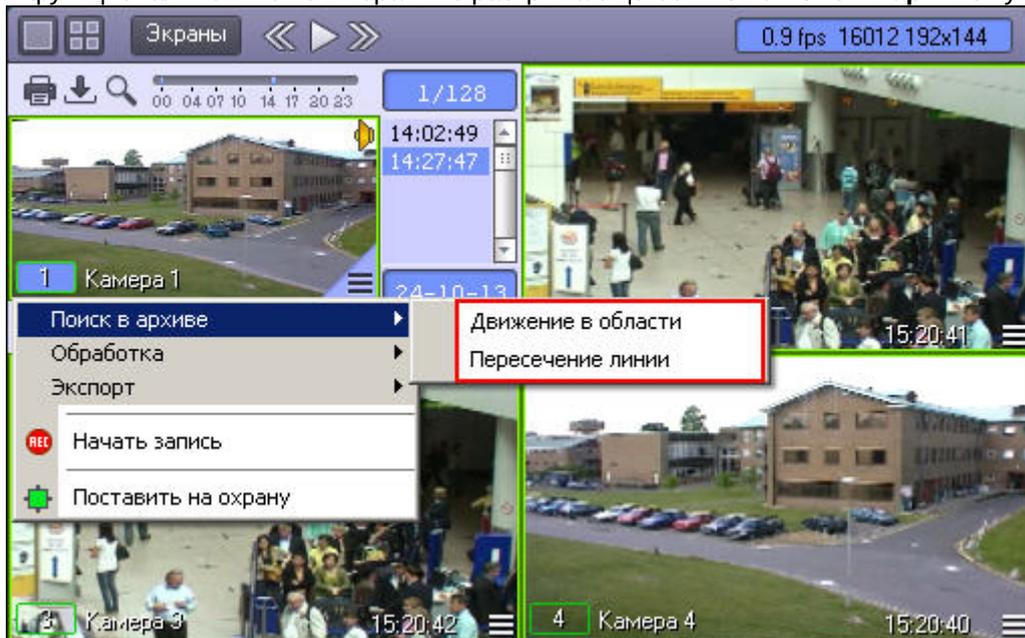 Экраны
0.9 fps 16012 192x144
00 04 07 10 14 17 20 23
1/128
14:02:49
14:27:47
1 Камера 1
24-10-13
Поиск в архиве
Движение в области
Пересечение линии
Обработка
Экспорт
REC Начать запись
Поставить на охрану
15:20:41
3 Камера 3
15:20:42
4 Камера 4
15:20:40